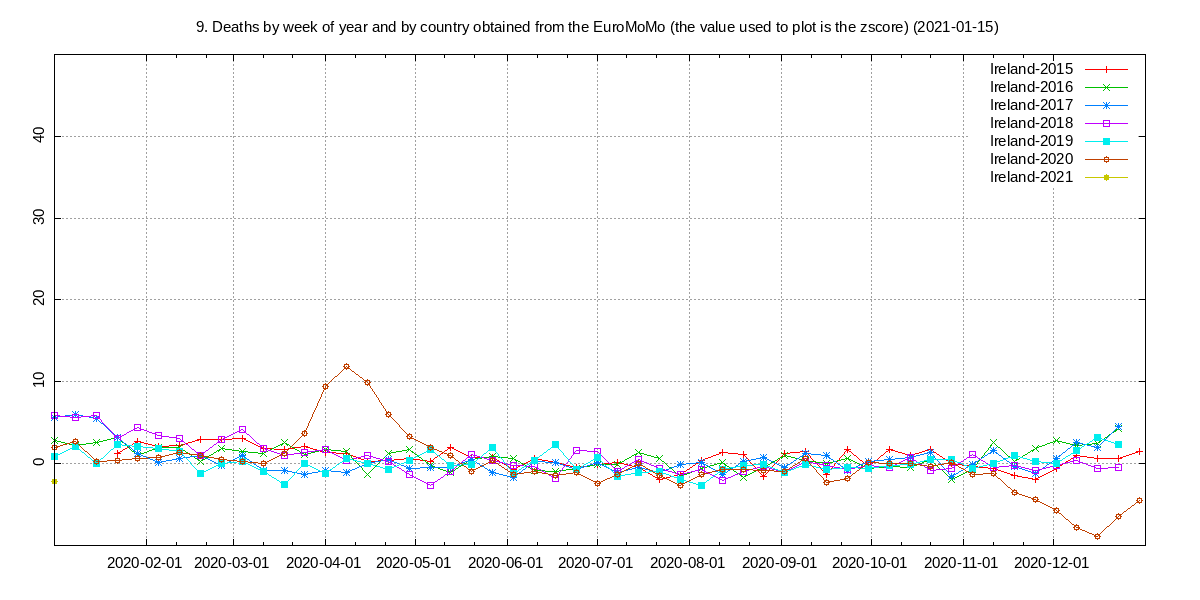 9. Deaths by week of year and by country obtained from the EuroMoMo (the value used to plot is the zscore) (2021-01-15)
Ireland-2015
Ireland-2016
Ireland-2017
Ireland-2018
Ireland-2019
Ireland-2020
Ireland-2021
40
30
20
10
0
2020-02-01 2020-03-01 2020-04-01 2020-05-01 2020-06-01 2020-07-01 2020-08-01 2020-09-01 2020-10-01 2020-11-01 2020-12-01